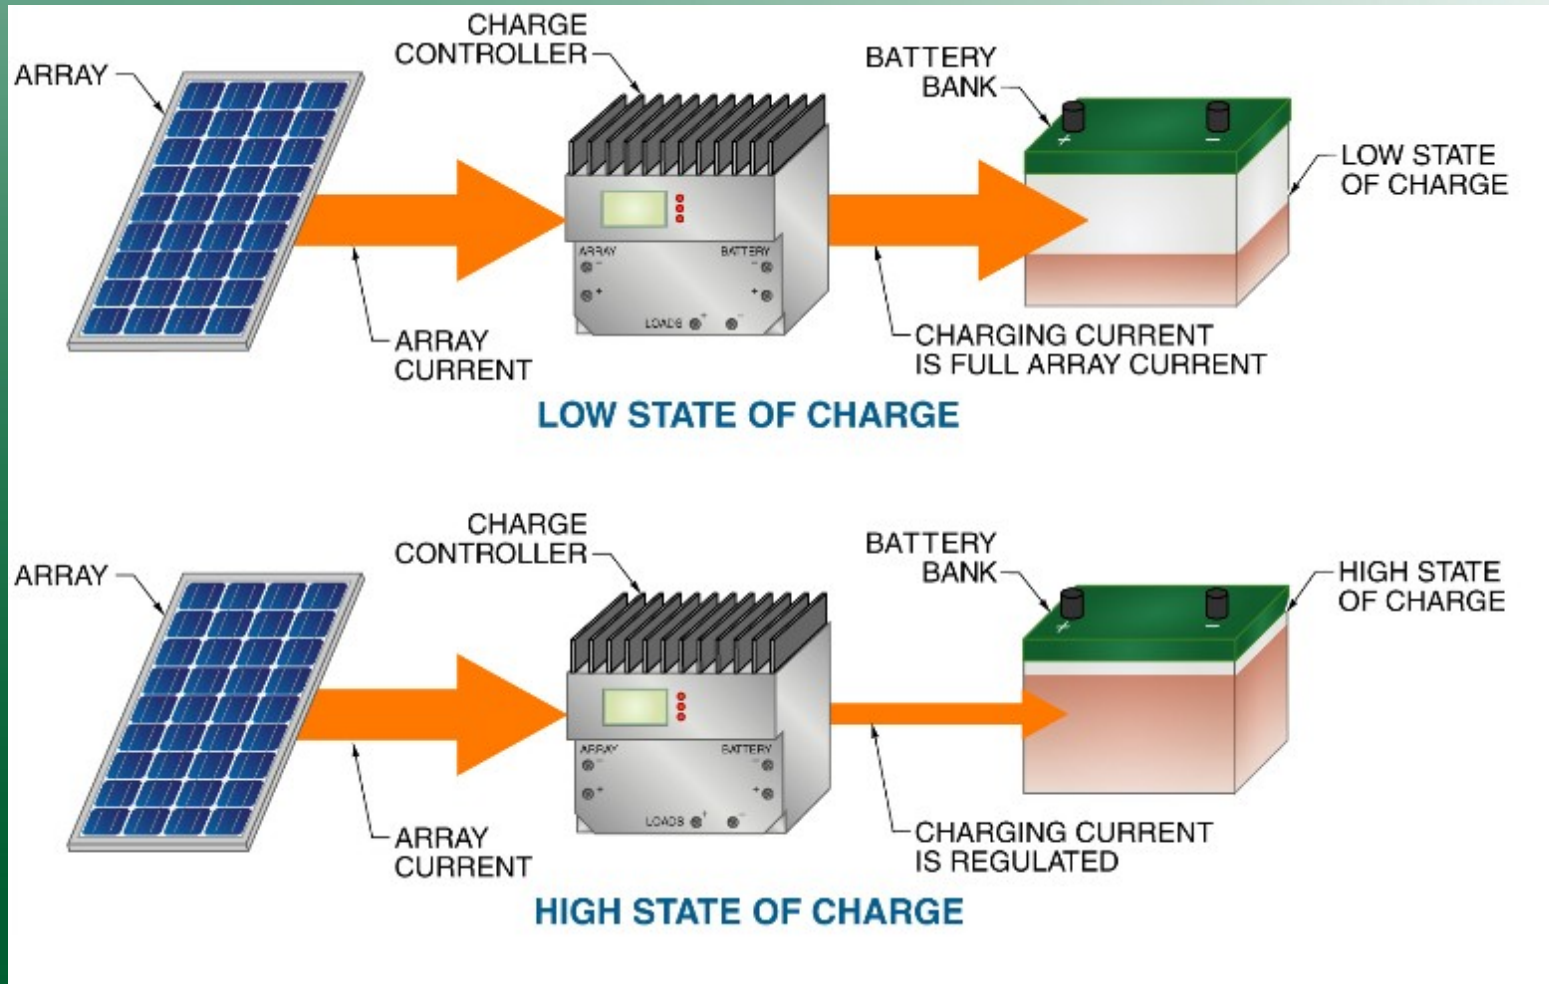 CHARGE
CONTROLLER
ARRAY
BATTERY
BANK
LOW STATE
OF CHARGE
+
−
ARRAY
BATTERY
−
−
+
+
LOADS
+
−
ARRAY
CURRENT
CHARGING CURRENT
IS FULL ARRAY CURRENT
LOW STATE OF CHARGE
CHARGE
CONTROLLER
ARRAY
BATTERY
BANK
HIGH STATE
OF CHARGE
+
−
ARRAY
BATTERY
−
−
+
+
LOADS
+
−
ARRAY
CURRENT
CHARGING CURRENT
IS REGULATED
HIGH STATE OF CHARGE